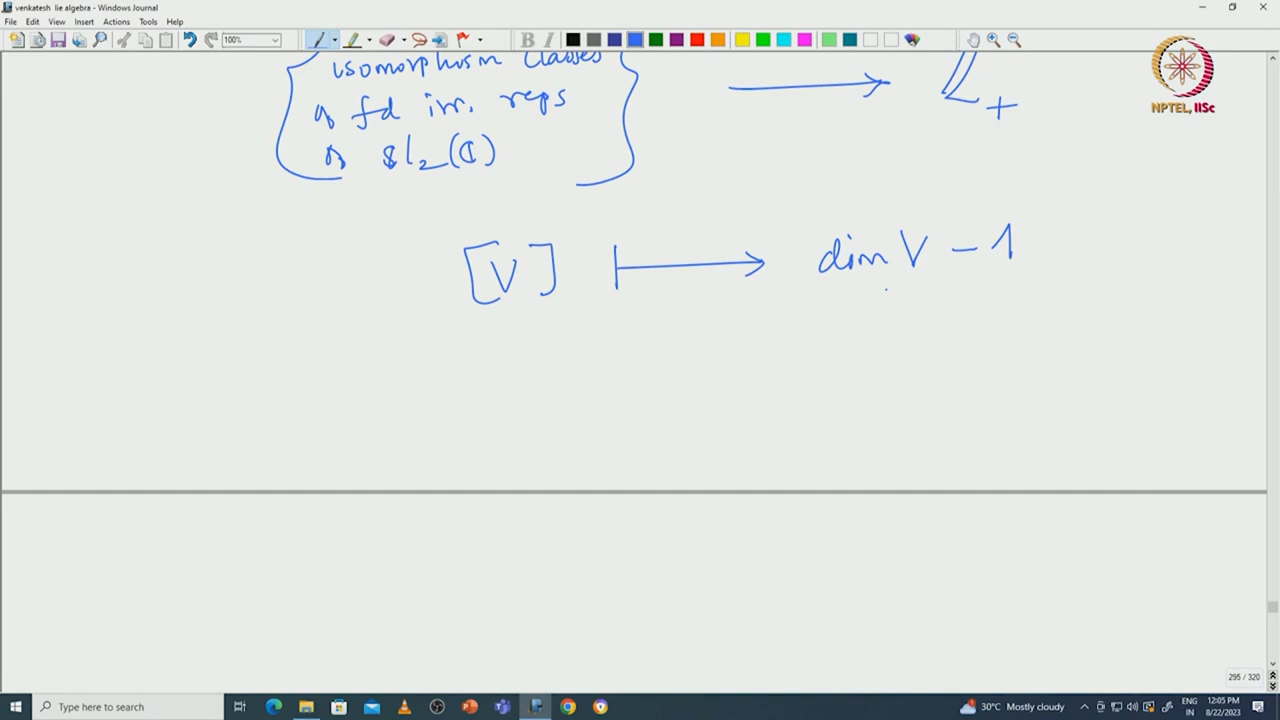 venkatesh lie algebra - Windows Journal
File Edit View Insert Actions Tools Help
100%
B I
isomorphism classes
of fd irr. reps
of sl₂(ℂ)
⟶ ℤ₊
NPTEL, IISc
[V] ⟼ dim V - 1
295 / 320
Type here to search
30°C Mostly cloudy
ENG
IN
12:05 PM
8/22/2023